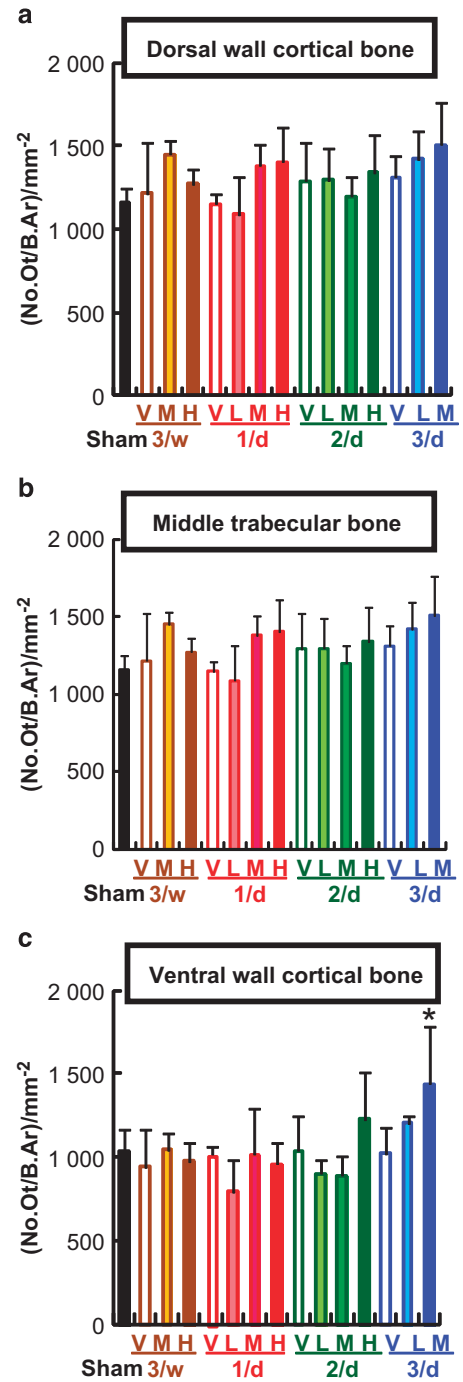 a
Dorsal wall cortical bone
2 000
1 500
1 000
500
0
(No.Ot/B.Ar)/mm-2
V M H V L M H V L M H V L M
Sham 3/w 1/d 2/d 3/d
b
Middle trabecular bone
2 000
1 500
1 000
500
0
(No.Ot/B.Ar)/mm-2
V M H V L M H V L M H V L M
Sham 3/w 1/d 2/d 3/d
c
Ventral wall cortical bone
2 000
*
1 500
1 000
500
0
(No.Ot/B.Ar)/mm-2
V M H V L M H V L M H V L M
Sham 3/w 1/d 2/d 3/d